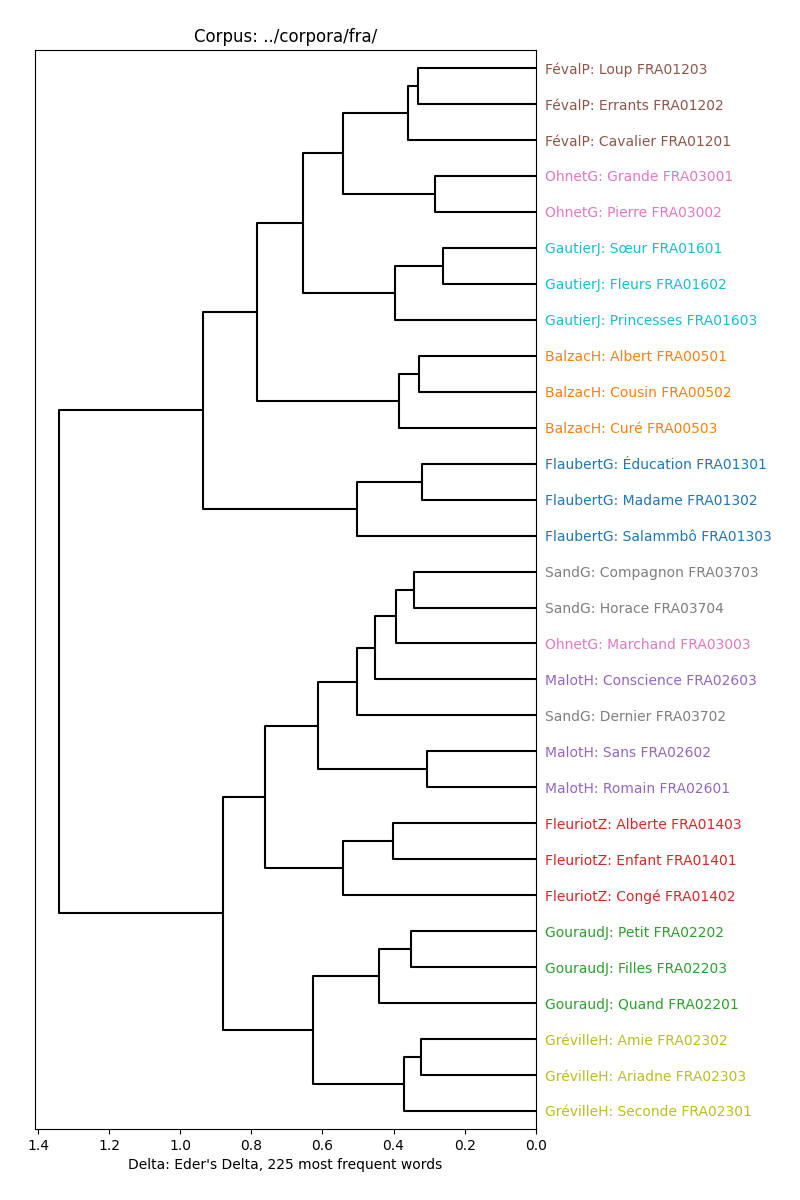 Corpus: ../corpora/fra/
FévalP: Loup FRA01203
FévalP: Errants FRA01202
FévalP: Cavalier FRA01201
OhnetG: Grande FRA03001
OhnetG: Pierre FRA03002
GautierJ: Sœur FRA01601
GautierJ: Fleurs FRA01602
GautierJ: Princesses FRA01603
BalzacH: Albert FRA00501
BalzacH: Cousin FRA00502
BalzacH: Curé FRA00503
FlaubertG: Éducation FRA01301
FlaubertG: Madame FRA01302
FlaubertG: Salammbô FRA01303
SandG: Compagnon FRA03703
SandG: Horace FRA03704
OhnetG: Marchand FRA03003
MalotH: Conscience FRA02603
SandG: Dernier FRA03702
MalotH: Sans FRA02602
MalotH: Romain FRA02601
FleuriotZ: Alberte FRA01403
FleuriotZ: Enfant FRA01401
FleuriotZ: Congé FRA01402
GouraudJ: Petit FRA02202
GouraudJ: Filles FRA02203
GouraudJ: Quand FRA02201
GrévilleH: Amie FRA02302
GrévilleH: Ariadne FRA02303
GrévilleH: Seconde FRA02301
1.4 1.2 1.0 0.8 0.6 0.4 0.2 0.0
Delta: Eder's Delta, 225 most frequent words